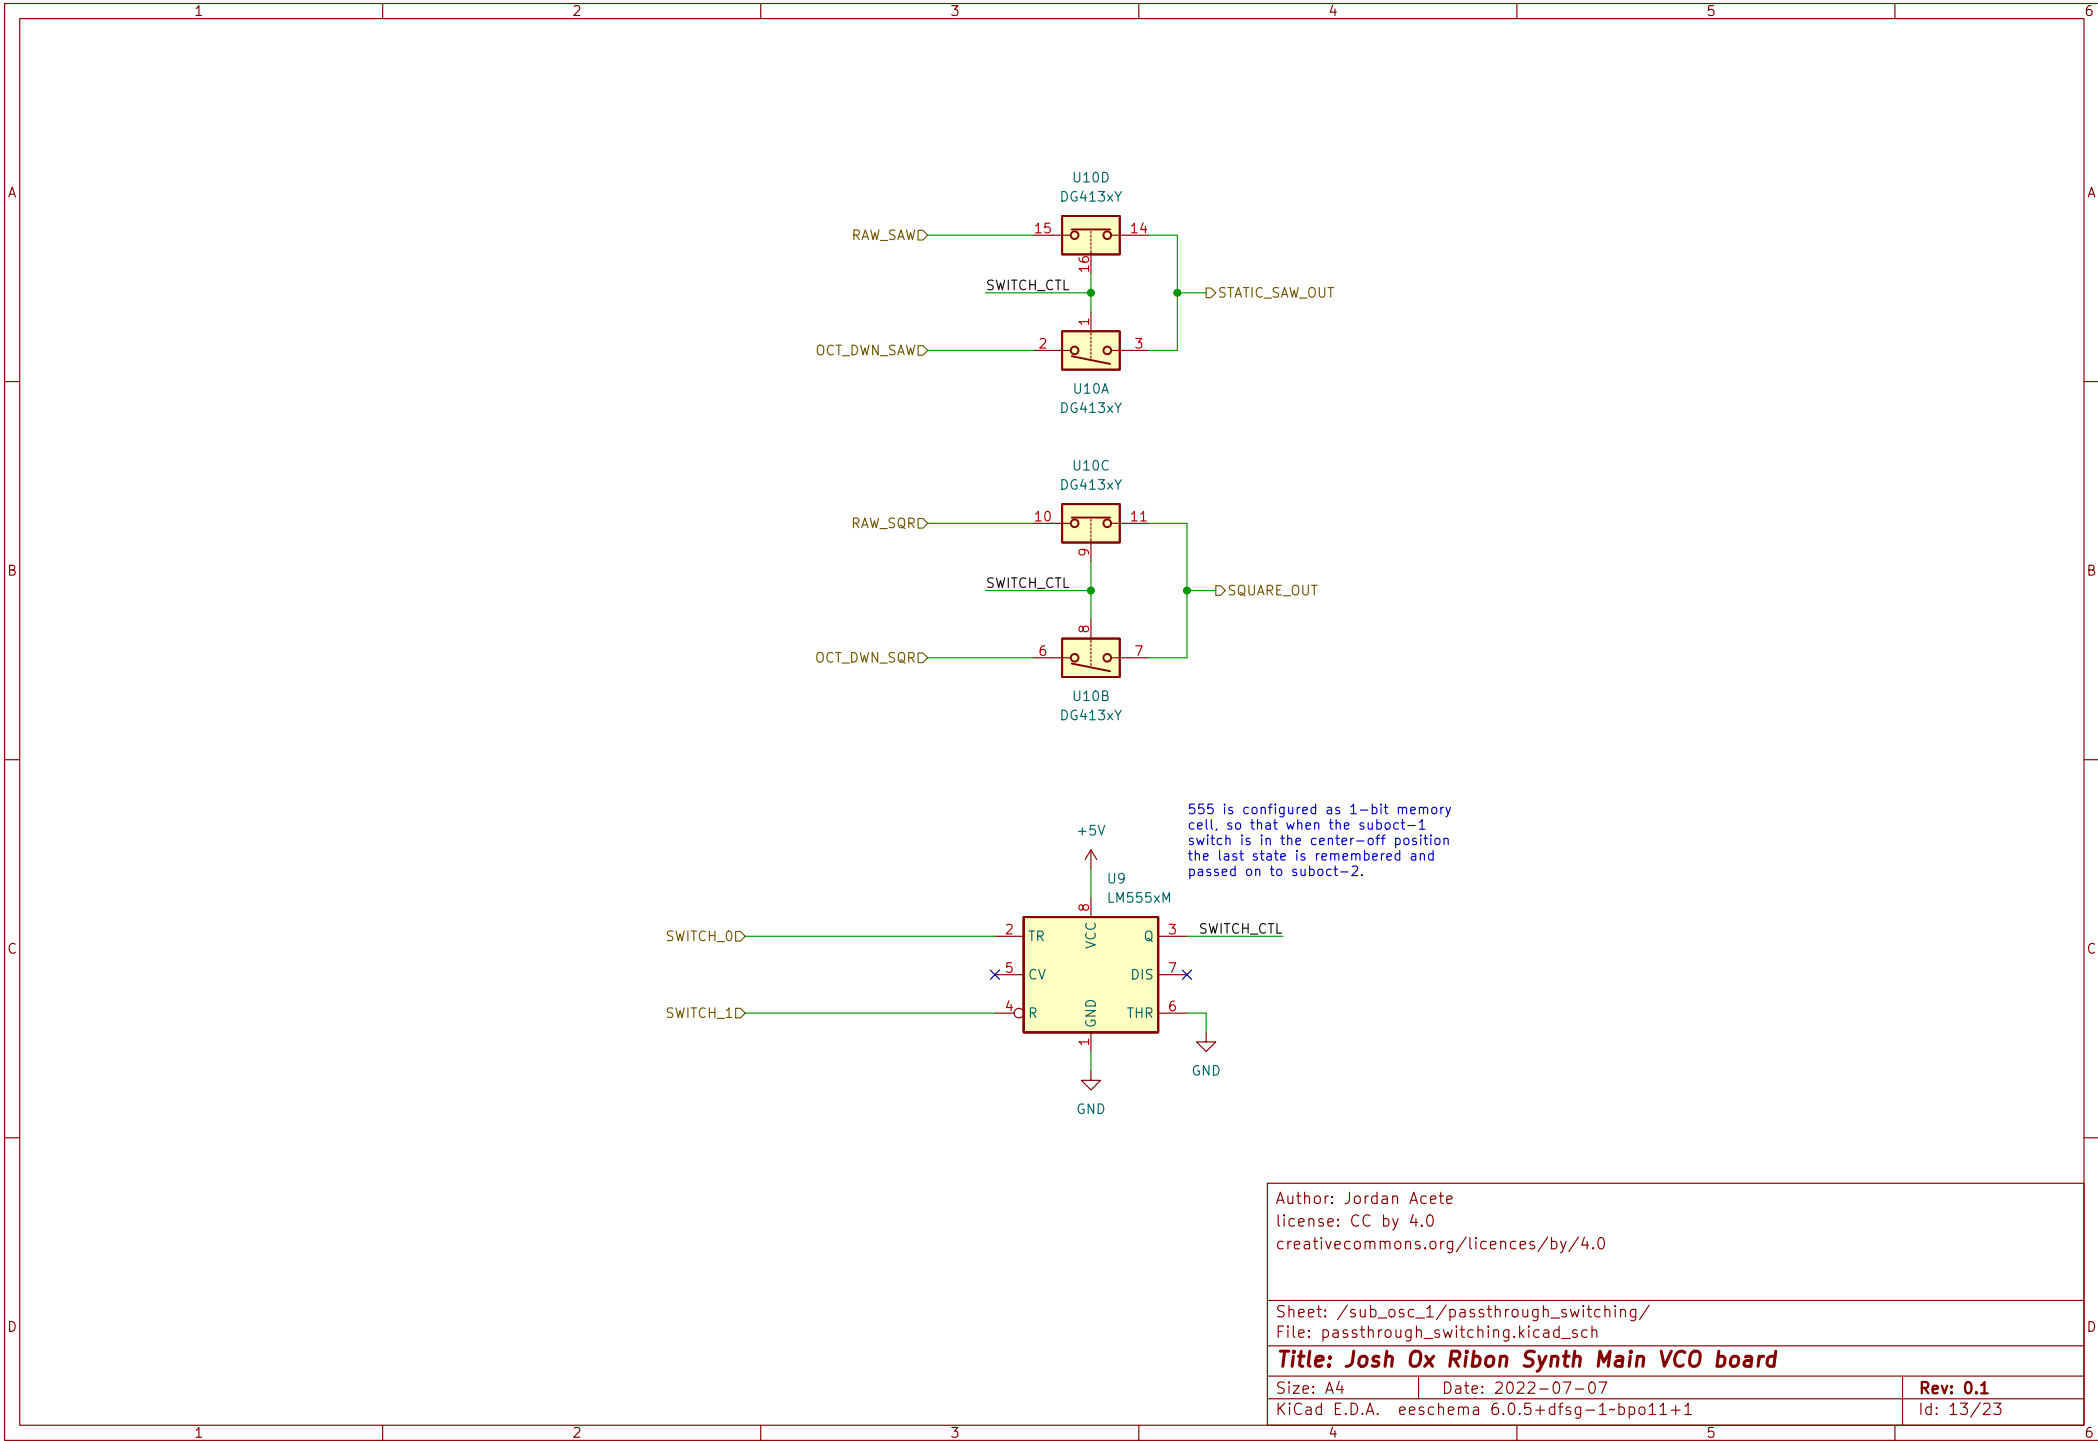 1 2 3 4 5 6
A A
U10D
DG413xY
RAW_SAW 15 14
16
SWITCH_CTL STATIC_SAW_OUT
1
OCT_DWN_SAW 2 3
U10A
DG413xY
U10C
DG413xY
RAW_SQR 10 11
9
B B
SWITCH_CTL SQUARE_OUT
8
OCT_DWN_SQR 6 7
U10B
DG413xY
555 is configured as 1-bit memory
cell, so that when the suboct-1
switch is in the center-off position
the last state is remembered and
passed on to suboct-2.
+5V
U9
LM555xM
8
VCC
SWITCH_0 2 TR Q 3 SWITCH_CTL
C C
5 CV DIS 7
SWITCH_1 4 R GND THR 6
1
GND
GND
Author: Jordan Acete
license: CC by 4.0
creativecommons.org/licences/by/4.0
D D
Sheet: /sub_osc_1/passthrough_switching/
File: passthrough_switching.kicad_sch
Title: Josh Ox Ribon Synth Main VCO board
Size: A4 Date: 2022-07-07 Rev: 0.1
KiCad E.D.A. eeschema 6.0.5+dfsg-1~bpo11+1 Id: 13/23
1 2 3 4 5 6